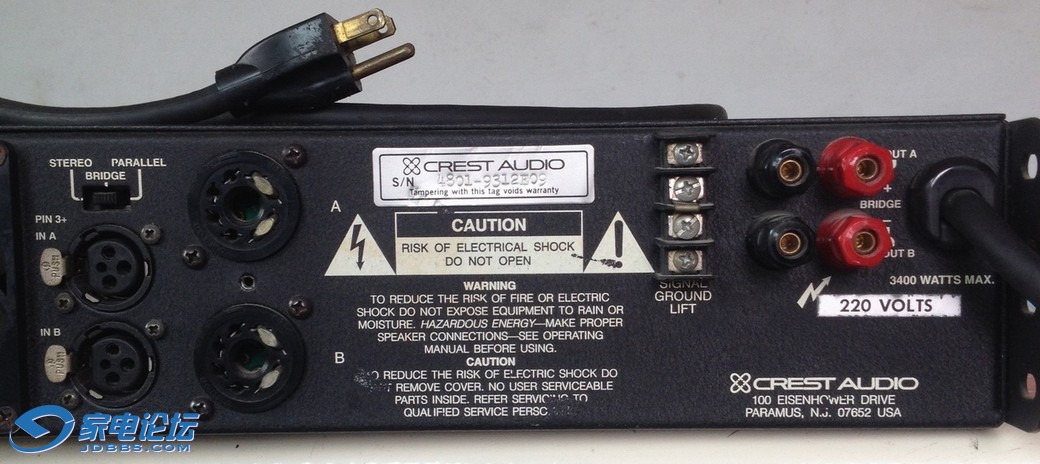 STEREO PARALLEL
BRIDGE
PIN 3+
IN A
IN B
CREST AUDIO
S/N 4801-9312E09
Tampering with this tag voids warranty
A
CAUTION
RISK OF ELECTRICAL SHOCK
DO NOT OPEN
WARNING
TO REDUCE THE RISK OF FIRE OR ELECTRIC
SHOCK DO NOT EXPOSE EQUIPMENT TO RAIN OR
MOISTURE. HAZARDOUS ENERGY—MAKE PROPER
SPEAKER CONNECTIONS—SEE OPERATING
MANUAL BEFORE USING.
B
CAUTION
TO REDUCE THE RISK OF ELECTRIC SHOCK DO
REMOVE COVER. NO USER SERVICEABLE
PARTS INSIDE. REFER SERVICING TO
QUALIFIED SERVICE
SIGNAL
GROUND
LIFT
OUT A
+
BRIDGE
–
OUT B
3400 WATTS MAX.
220 VOLTS
CREST AUDIO
100 EISENHOWER DRIVE
PARAMUS, N.J. 07652 USA
家电论坛
JDBBS.COM